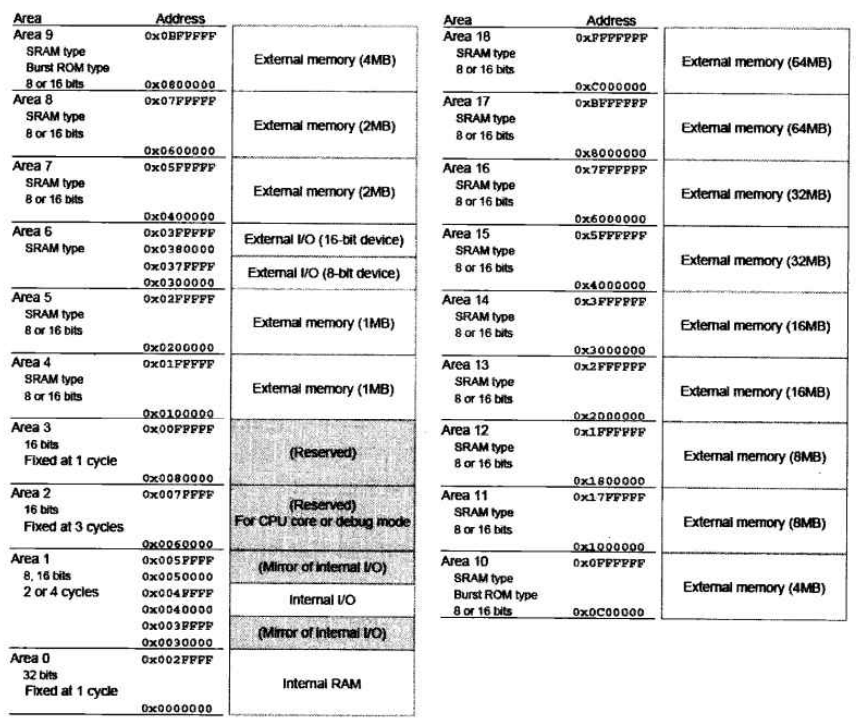 Area Address
Area 9 0x0BFFFFF
SRAM type
External memory (4MB)
Burst ROM type
8 or 16 bits 0x0800000
Area 8 0x07FFFFF
SRAM type
External memory (2MB)
8 or 16 bits
0x0600000
Area 7 0x05FFFFF
SRAM type
External memory (2MB)
8 or 16 bits
0x0400000
Area 6 0x03FFFFF
External I/O (16-bit device)
SRAM type 0x0380000
0x037FFFF
External I/O (8-bit device)
0x0300000
Area 5 0x02FFFFF
SRAM type
External memory (1MB)
8 or 16 bits
0x0200000
Area 4 0x01FFFFF
SRAM type
External memory (1MB)
8 or 16 bits
0x0100000
Area 3 0x00FFFFF
16 bits
(Reserved)
Fixed at 1 cycle
0x0080000
Area 2 0x007FFFF
16 bits
(Reserved)
For CPU core or debug mode
Fixed at 3 cycles
0x0060000
Area 1 0x005FFFF
(Mirror of internal I/O)
8, 16 bits 0x0050000
2 or 4 cycles 0x004FFFF
Internal I/O
0x0040000
0x003FFFF
(Mirror of internal I/O)
0x0030000
Area 0 0x002FFFF
32 bits
Internal RAM
Fixed at 1 cycle
0x0000000
Area Address
Area 18 0xFFFFFFF
SRAM type
External memory (64MB)
8 or 16 bits
0xC000000
Area 17 0xBFFFFFF
SRAM type
External memory (64MB)
8 or 16 bits
0x8000000
Area 16 0x7FFFFFF
SRAM type
External memory (32MB)
8 or 16 bits
0x6000000
Area 15 0x5FFFFFF
SRAM type
External memory (32MB)
8 or 16 bits
0x4000000
Area 14 0x3FFFFFF
SRAM type
External memory (16MB)
8 or 16 bits
0x3000000
Area 13 0x2FFFFFF
SRAM type
External memory (16MB)
8 or 16 bits
0x2000000
Area 12 0x1FFFFFF
SRAM type
External memory (8MB)
8 or 16 bits
0x1800000
Area 11 0x17FFFFF
SRAM type
External memory (8MB)
8 or 16 bits
0x1000000
Area 10 0x0FFFFFF
SRAM type
External memory (4MB)
Burst ROM type
8 or 16 bits 0x0C00000